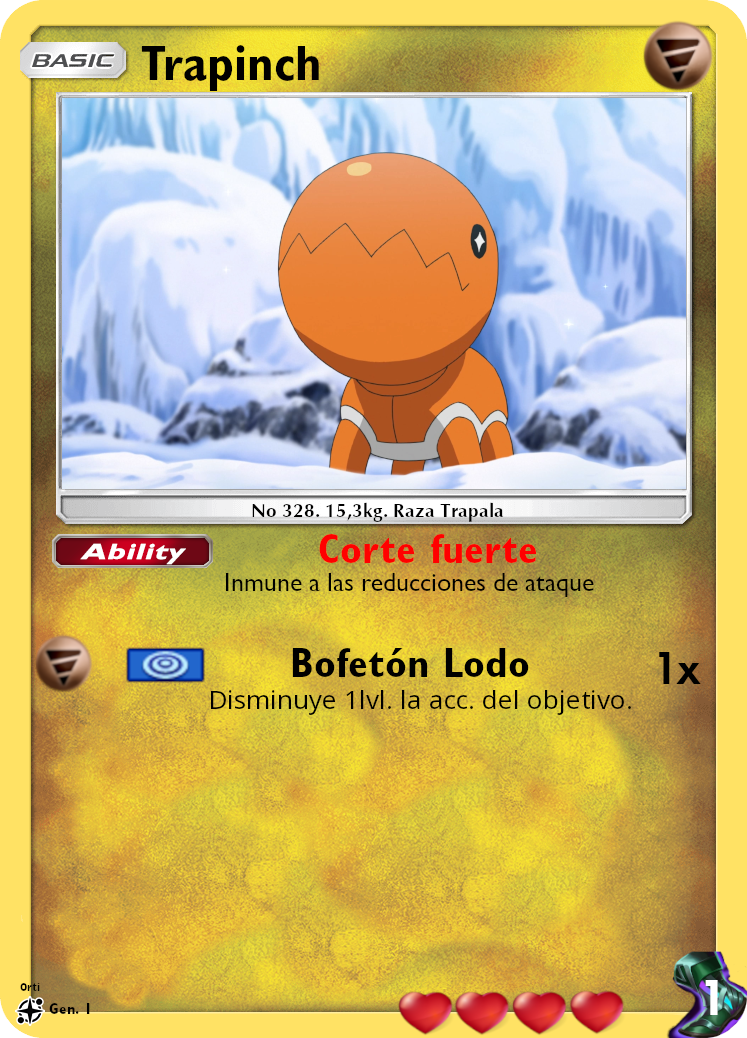 BASIC Trapinch
No 328. 15,3kg. Raza Trapala
Ability Corte fuerte
Inmune a las reducciones de ataque
Bofetón Lodo 1x
Disminuye 1lvl. la acc. del objetivo.
Orti
Gen. I
1